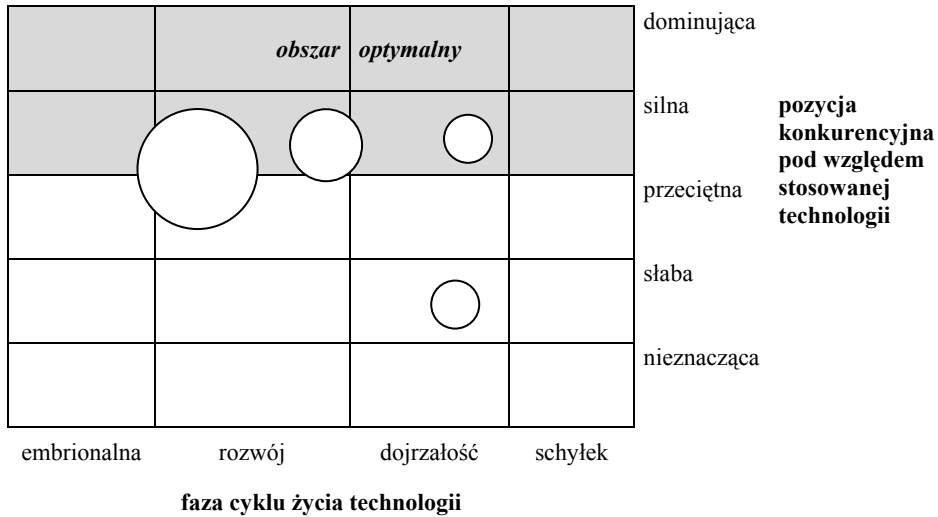 dominująca
obszar optymalny
silna
przeciętna
słaba
nieznacząca
pozycja
konkurencyjna
pod względem
stosowanej
technologii
embrionalna rozwój dojrzałość schyłek
faza cyklu życia technologii